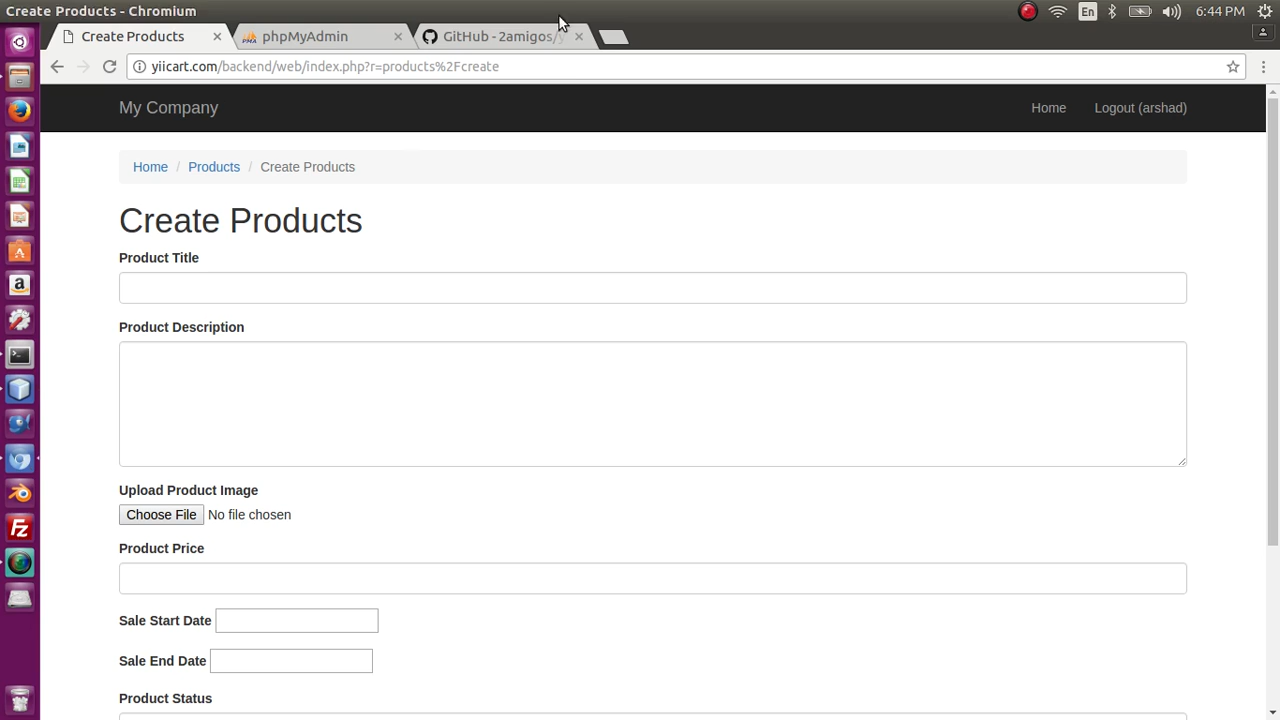 Create Products - Chromium
En
6:44 PM
Create Products
phpMyAdmin
GitHub - 2amigos/
yiicart.com/backend/web/index.php?r=products%2Fcreate
My Company
Home
Logout (arshad)
Home / Products / Create Products
Create Products
Product Title
Product Description
Upload Product Image
Choose File No file chosen
Product Price
Sale Start Date
Sale End Date
Product Status